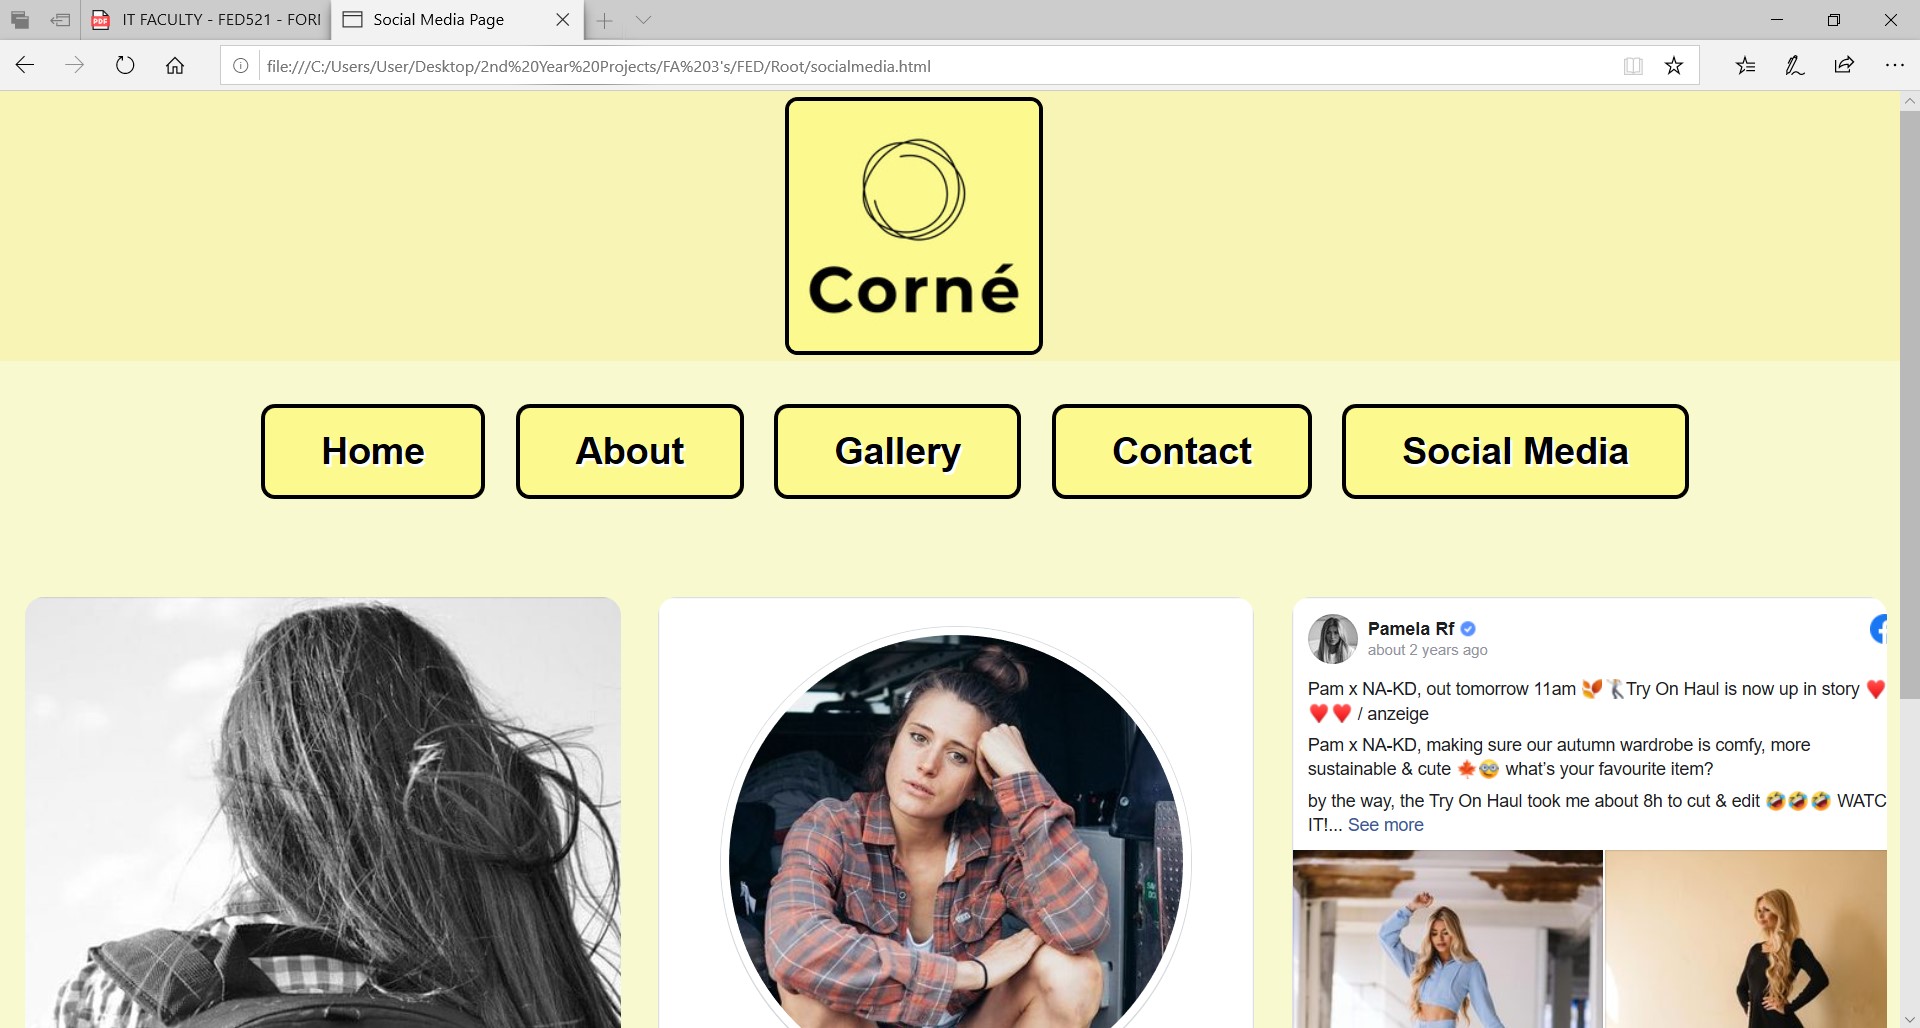 IT FACULTY - FED521 - FORI
Social Media Page
file:///C:/Users/User/Desktop/2nd%20Year%20Projects/FA%203's/FED/Root/socialmedia.html
Corné
Home
About
Gallery
Contact
Social Media
Pamela Rf
about 2 years ago
Pam x NA-KD, out tomorrow 11am 🍂🏌️Try On Haul is now up in story ❤️
❤️❤️ / anzeige
Pam x NA-KD, making sure our autumn wardrobe is comfy, more
sustainable & cute 🍁🥸 what's your favourite item?
by the way, the Try On Haul took me about 8h to cut & edit 🤣🤣🤣 WATC
IT!... See more